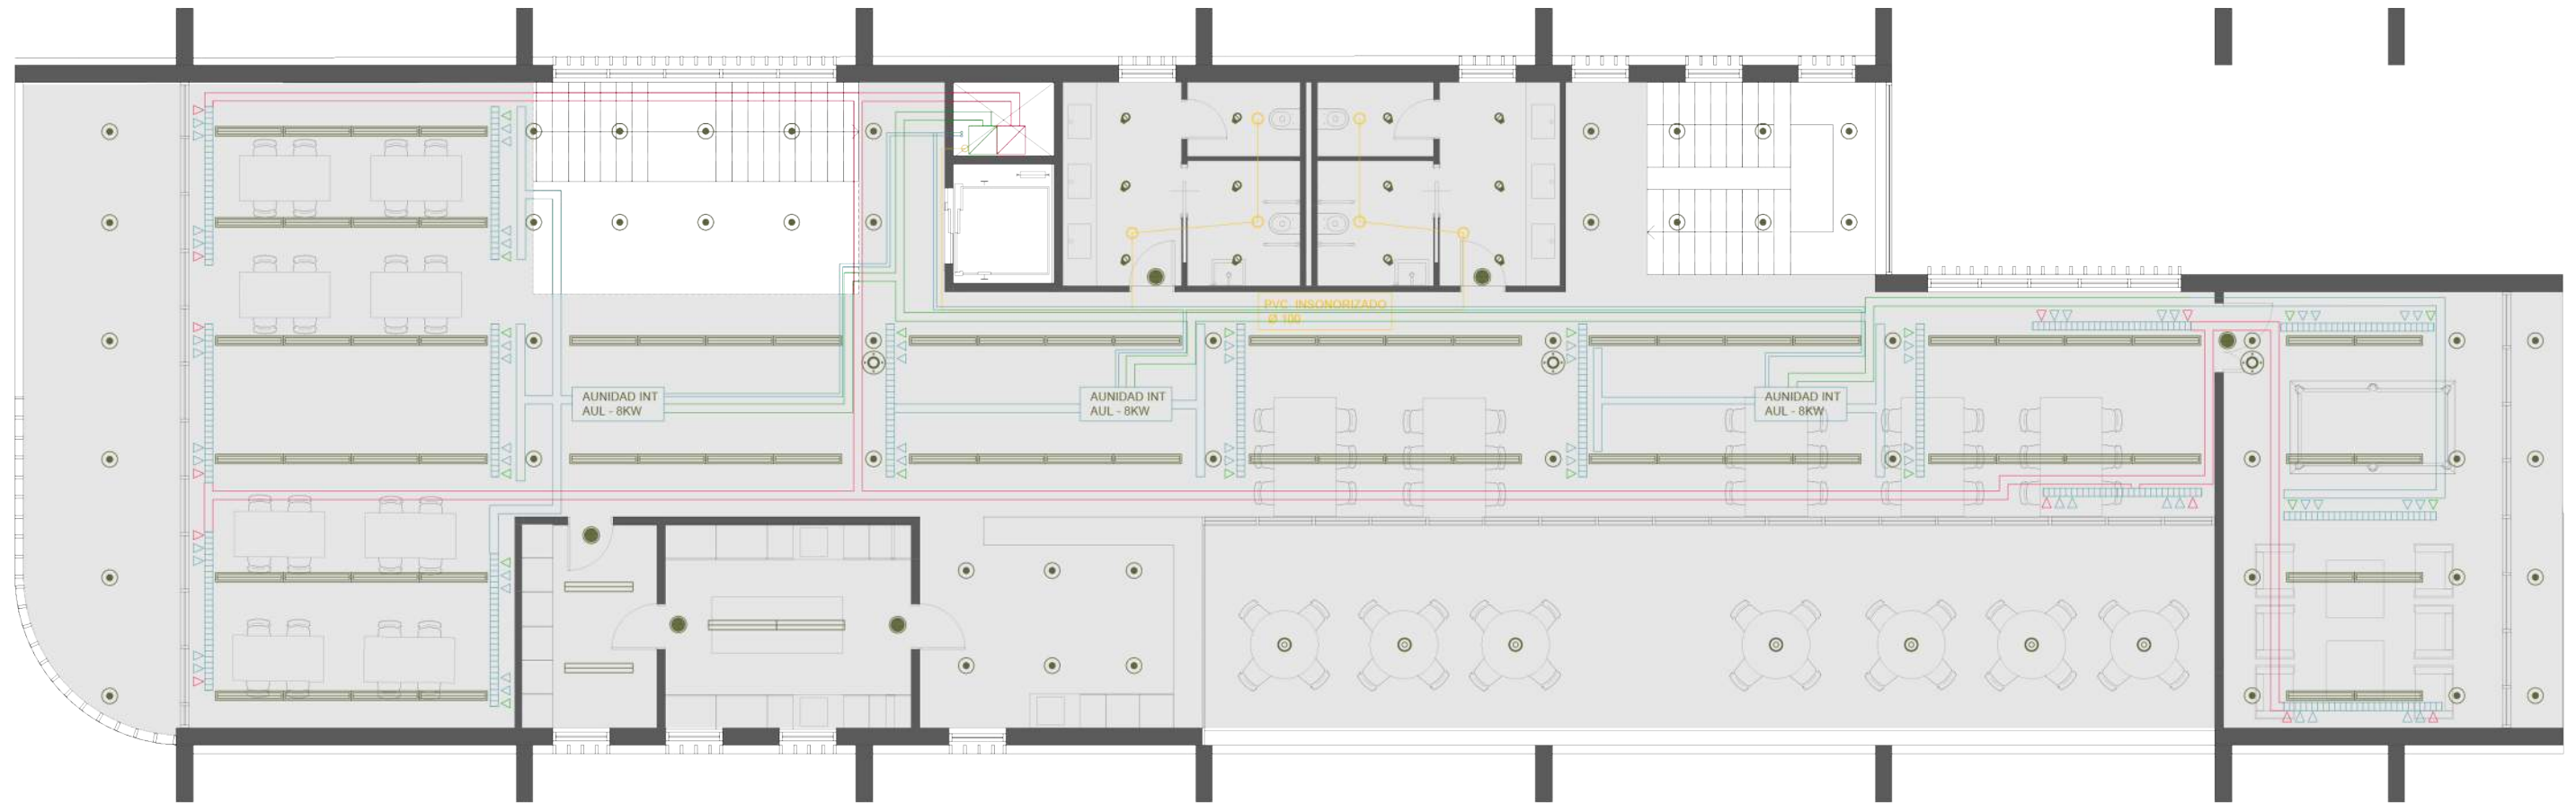 PVC. INSONORIZADO
Ø 100
AUNIDAD INT
AUL - 8KW
AUNIDAD INT
AUL - 8KW
AUNIDAD INT
AUL - 8KW